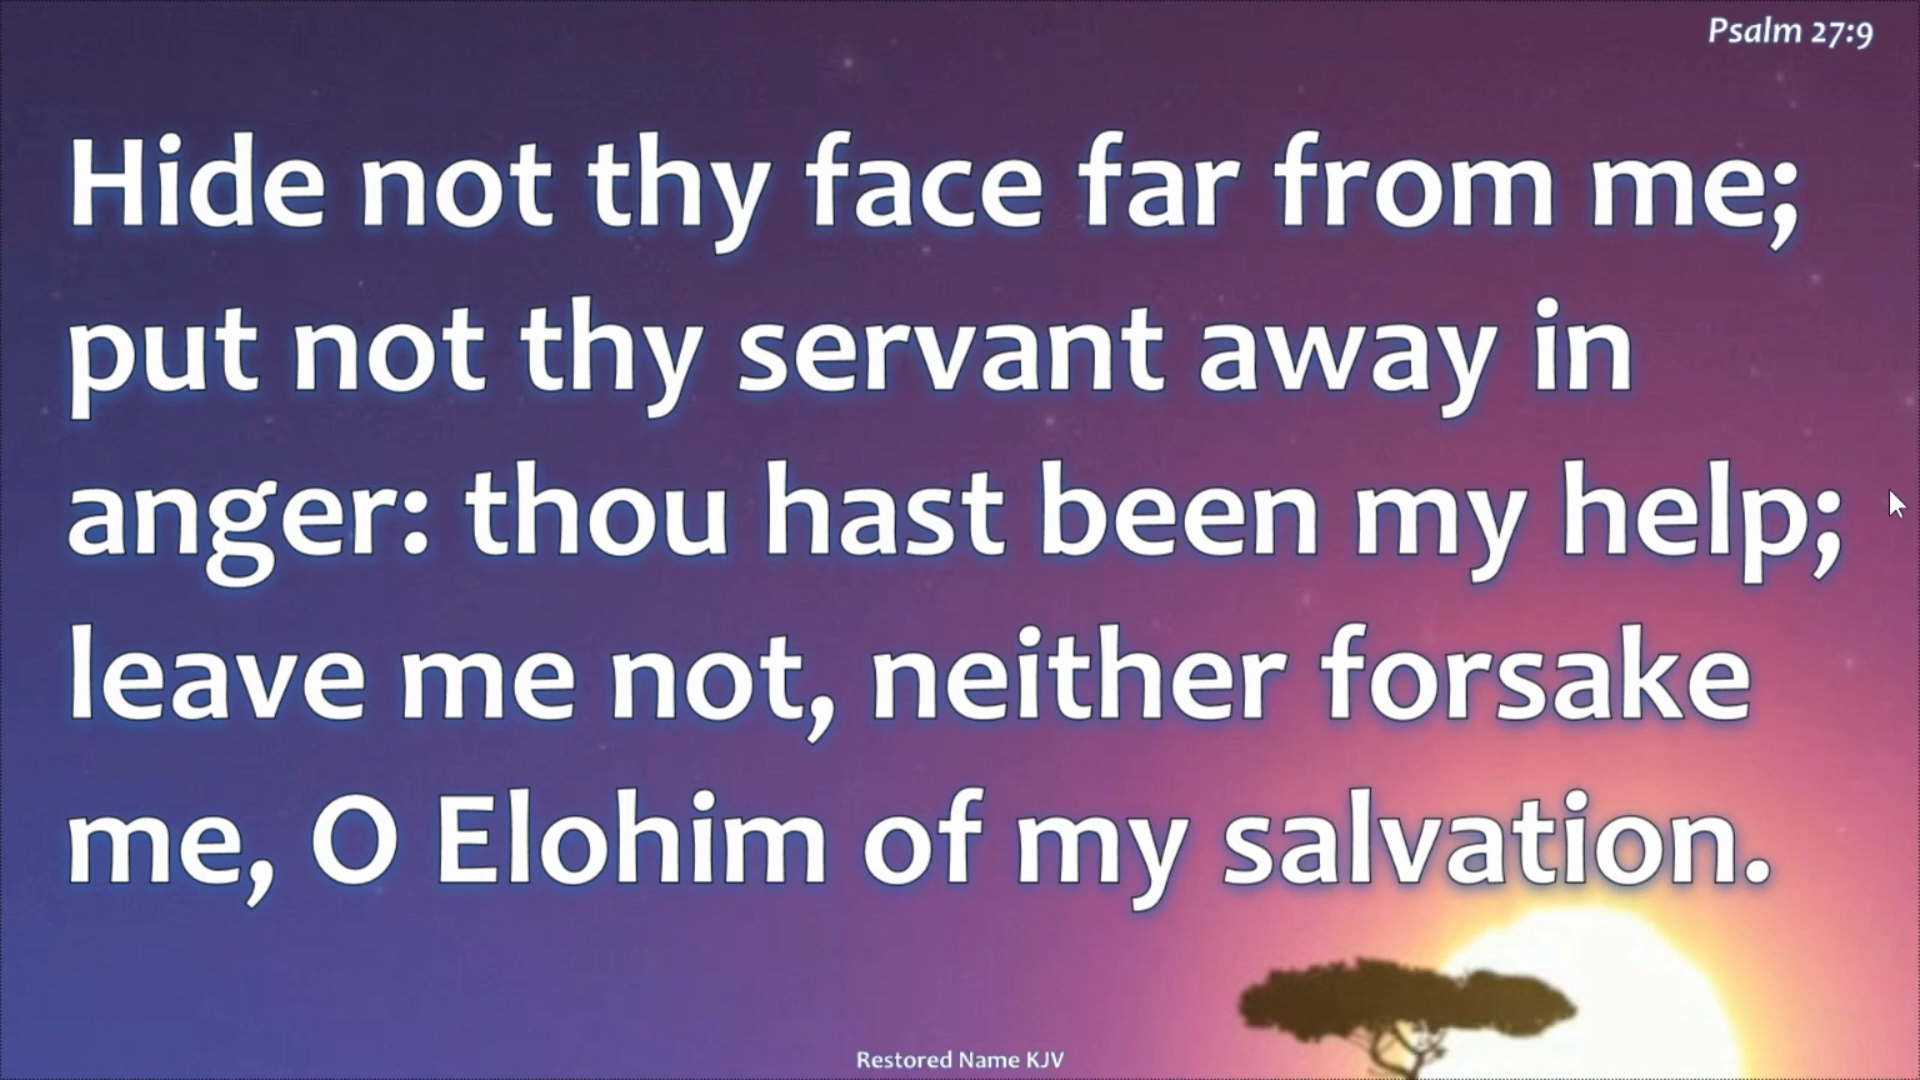 Psalm 27:9
Hide not thy face far from me;
put not thy servant away in
anger: thou hast been my help;
leave me not, neither forsake
me, O Elohim of my salvation.
Restored Name KJV